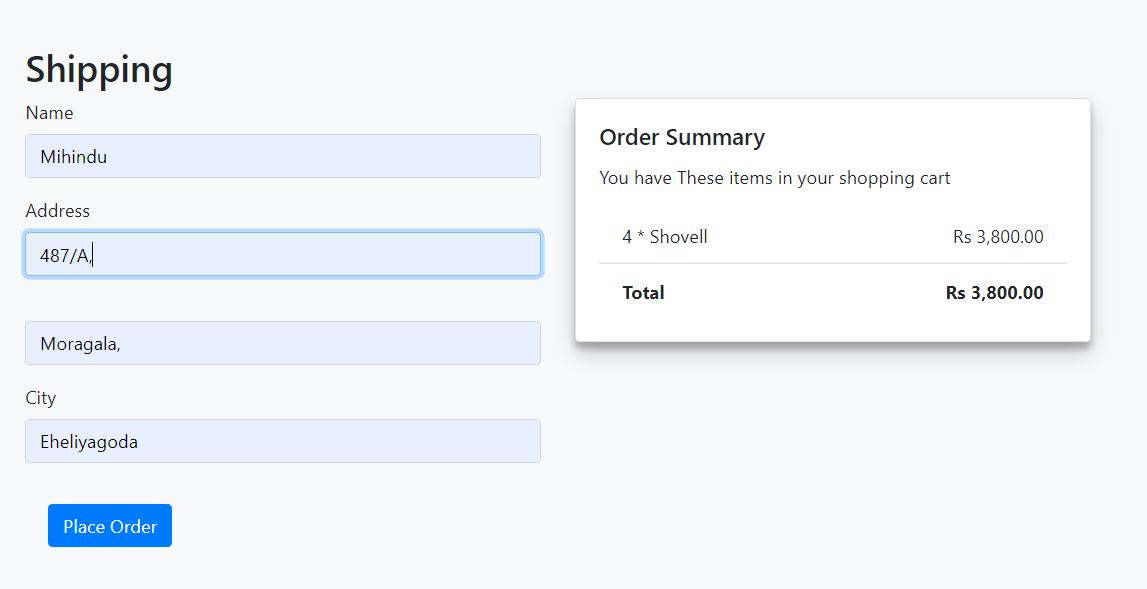 Shipping
Name
Mihindu
Address
487/A,
Moragala,
City
Eheliyagoda
Place Order
Order Summary
You have These items in your shopping cart
4 * Shovell Rs 3,800.00
Total Rs 3,800.00